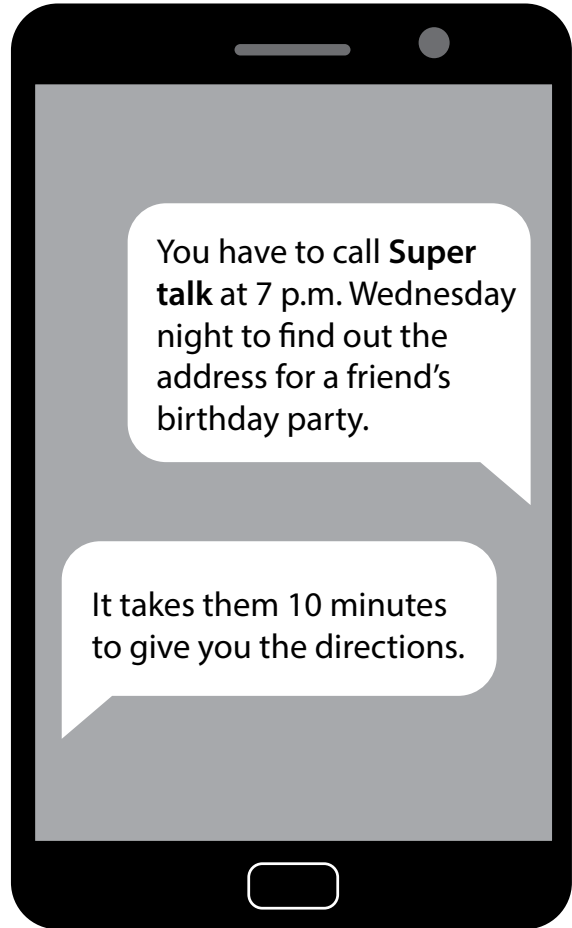 You have to call Super
talk at 7 p.m. Wednesday
night to find out the
address for a friend’s
birthday party.
It takes them 10 minutes
to give you the directions.